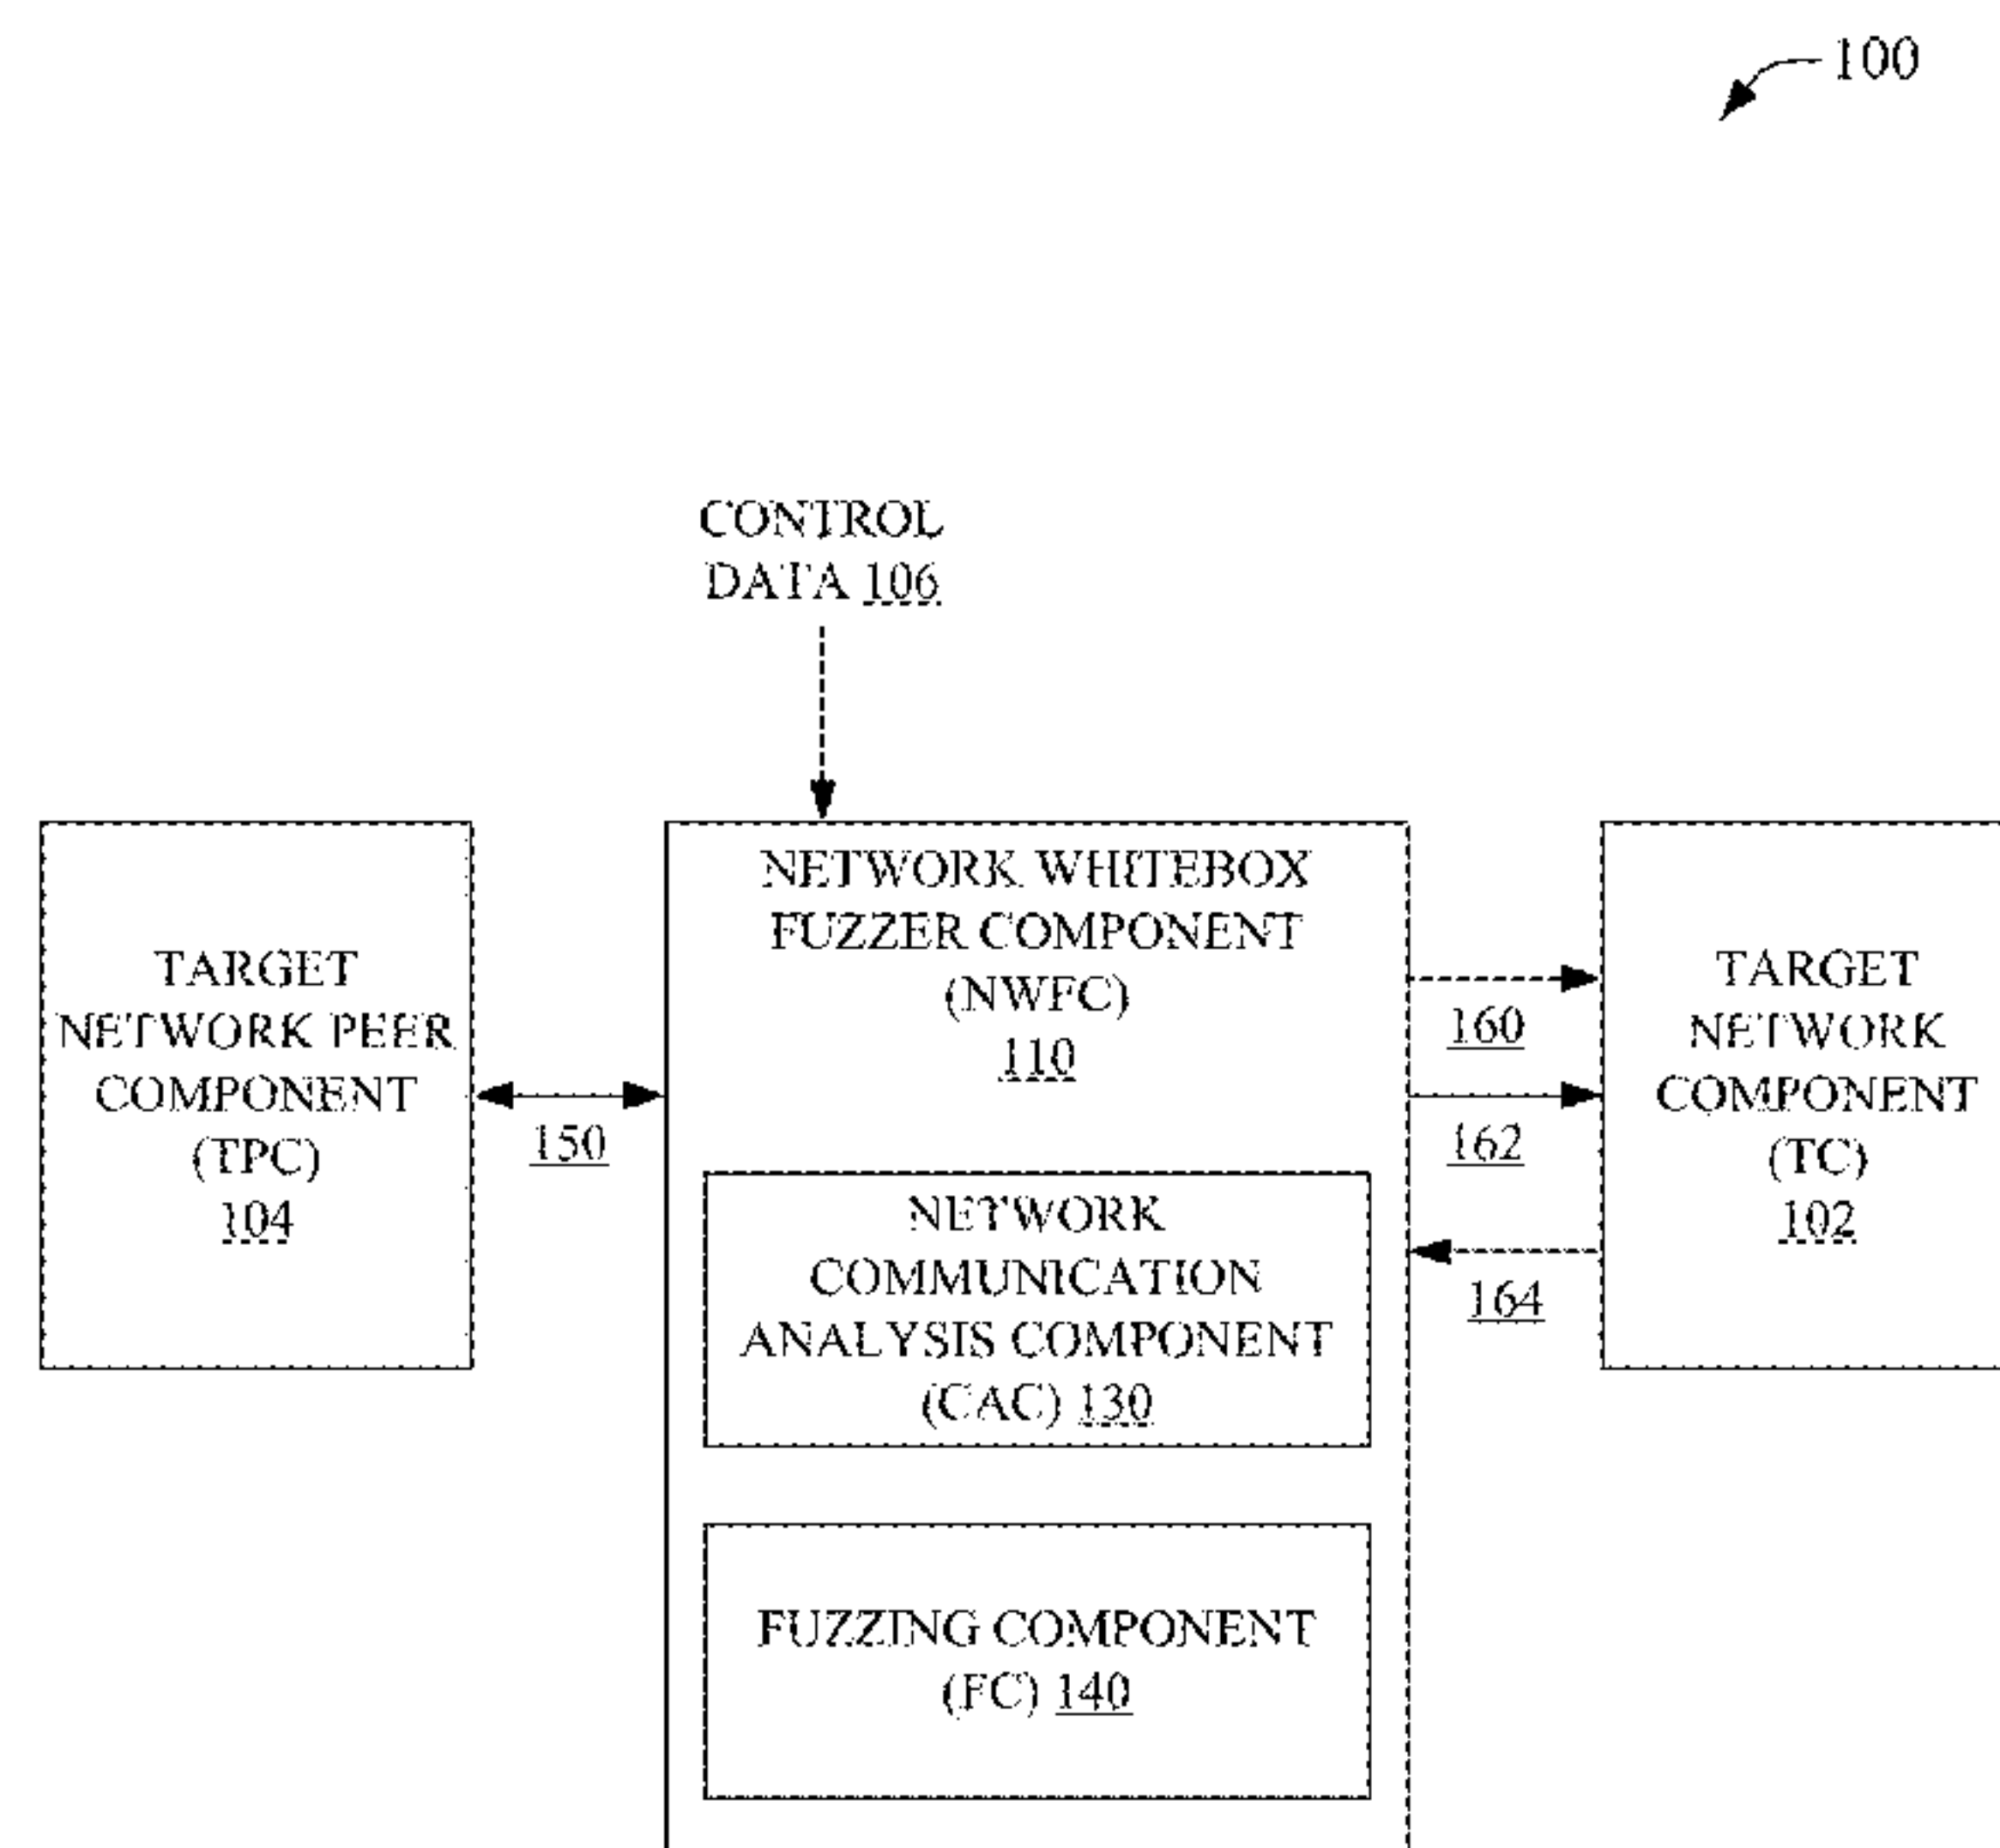 100
CONTROL
DATA 106
TARGET
NETWORK PEER
COMPONENT
(TPC)
104
150
NETWORK WHITEBOX
FUZZER COMPONENT
(NWFC)
110
NETWORK
COMMUNICATION
ANALYSIS COMPONENT
(CAC) 130
FUZZING COMPONENT
(FC) 140
160
162
164
TARGET
NETWORK
COMPONENT
(TC)
102